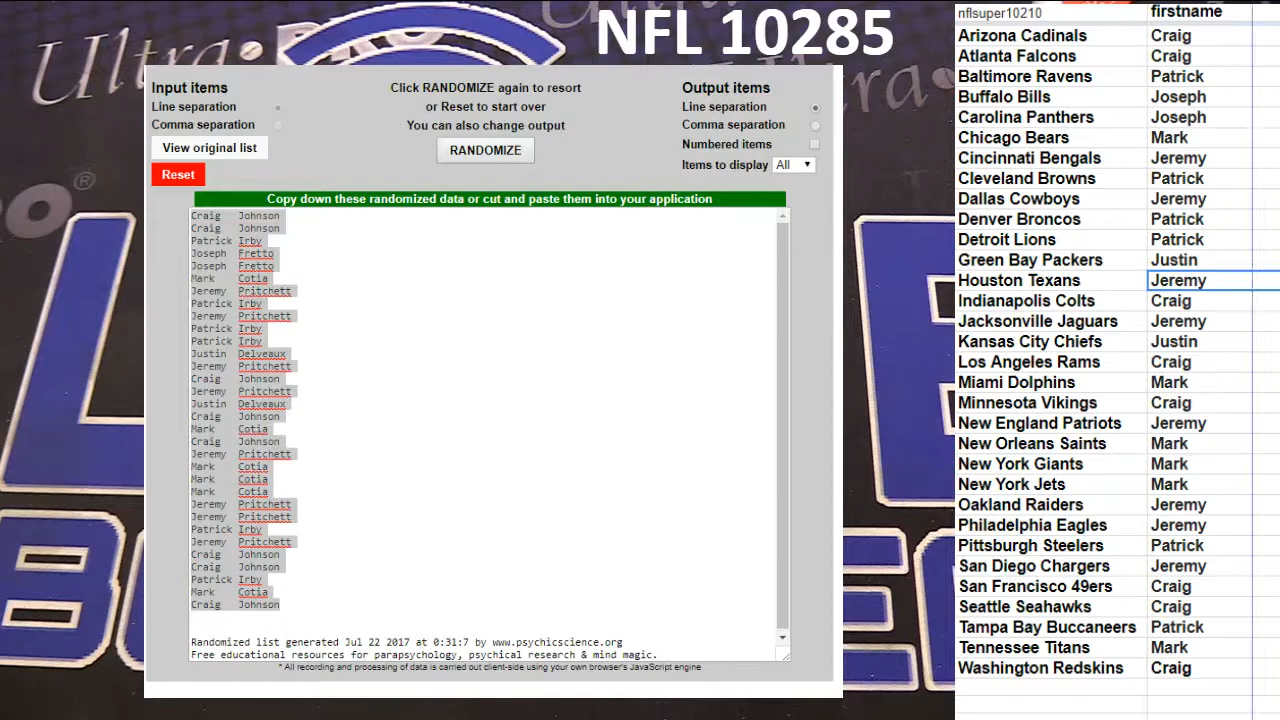 NFL 10285
Ultra PRO
Input items
Line separation
Comma separation
View original list
Reset
Click RANDOMIZE again to resort
or Reset to start over
You can also change output
RANDOMIZE
Output items
Line separation
Comma separation
Numbered items
Items to display All
Copy down these randomized data or cut and paste them into your application
Craig Johnson
Craig Johnson
Patrick Irby
Joseph Fretto
Joseph Fretto
Mark Cotia
Jeremy Pritchett
Patrick Irby
Jeremy Pritchett
Patrick Irby
Patrick Irby
Justin Delveaux
Jeremy Pritchett
Craig Johnson
Jeremy Pritchett
Justin Delveaux
Craig Johnson
Mark Cotia
Craig Johnson
Jeremy Pritchett
Mark Cotia
Mark Cotia
Mark Cotia
Jeremy Pritchett
Jeremy Pritchett
Patrick Irby
Jeremy Pritchett
Craig Johnson
Craig Johnson
Patrick Irby
Mark Cotia
Craig Johnson
Randomized list generated Jul 22 2017 at 0:31:7 by www.psychicscience.org
Free educational resources for parapsychology, psychical research & mind magic.
* All recording and processing of data is carried out client-side using your own browser's JavaScript engine
nflsuper10210 firstname
Arizona Cadinals Craig
Atlanta Falcons Craig
Baltimore Ravens Patrick
Buffalo Bills Joseph
Carolina Panthers Joseph
Chicago Bears Mark
Cincinnati Bengals Jeremy
Cleveland Browns Patrick
Dallas Cowboys Jeremy
Denver Broncos Patrick
Detroit Lions Patrick
Green Bay Packers Justin
Houston Texans Jeremy
Indianapolis Colts Craig
Jacksonville Jaguars Jeremy
Kansas City Chiefs Justin
Los Angeles Rams Craig
Miami Dolphins Mark
Minnesota Vikings Craig
New England Patriots Jeremy
New Orleans Saints Mark
New York Giants Mark
New York Jets Mark
Oakland Raiders Jeremy
Philadelphia Eagles Jeremy
Pittsburgh Steelers Patrick
San Diego Chargers Jeremy
San Francisco 49ers Craig
Seattle Seahawks Craig
Tampa Bay Buccaneers Patrick
Tennessee Titans Mark
Washington Redskins Craig